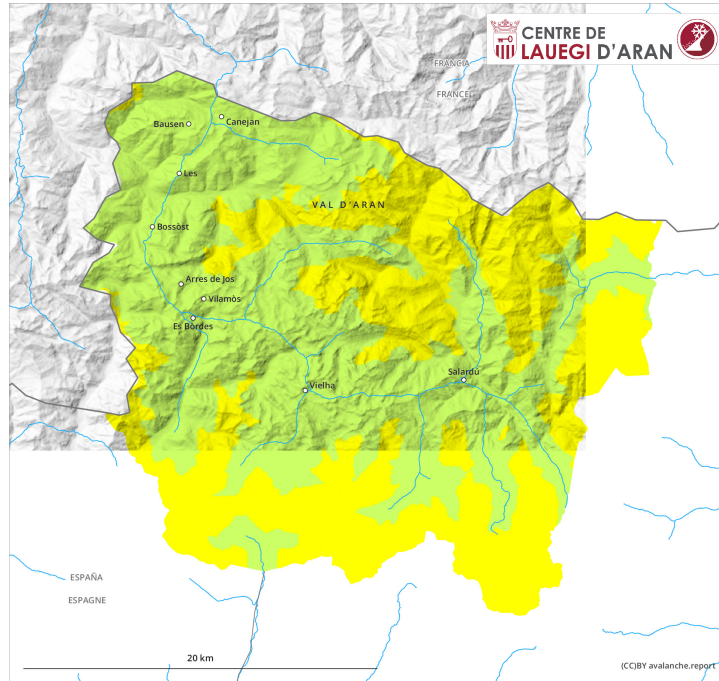 CENTRE DE
LAUEGI D'ARAN
FRANCIA
FRANCE
Bausen
Canejan
Les
VAL D'ARAN
Bossòst
Arres de Jos
Vilamòs
Es Bòrdes
Vielha
Salardú
ESPAÑA
ESPAGNE
20 km
(CC)BY avalanche.report